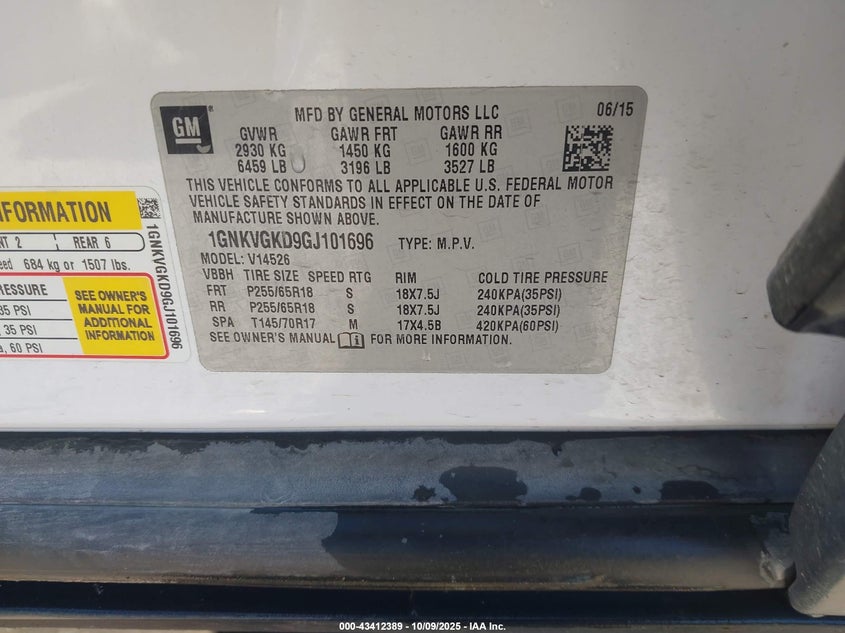 GM
MFD BY GENERAL MOTORS LLC 06/15
GVWR GAWR FRT GAWR RR
2930 KG 1450 KG 1600 KG
6459 LB 3196 LB 3527 LB
THIS VEHICLE CONFORMS TO ALL APPLICABLE U.S. FEDERAL MOTOR
VEHICLE SAFETY STANDARDS IN EFFECT ON THE DATE OF
MANUFACTURE SHOWN ABOVE.
1GNKVGKD9GJ101696 TYPE: M.P.V.
MODEL: V14526
VBBH TIRE SIZE SPEED RTG RIM COLD TIRE PRESSURE
FRT P255/65R18 S 18X7.5J 240KPA(35PSI)
RR P255/65R18 S 18X7.5J 240KPA(35PSI)
SPA T145/70R17 M 17X4.5B 420KPA(60PSI)
SEE OWNER'S MANUAL FOR MORE INFORMATION.
REAR 6
684 kg or 1507 lbs.
35 PSI
, 35 PSI
, 60 PSI
SEE OWNER'S
MANUAL FOR
ADDITIONAL
INFORMATION
1GNKVGKD9GJ101696
000-43412389 - 10/09/2025 - IAA Inc.